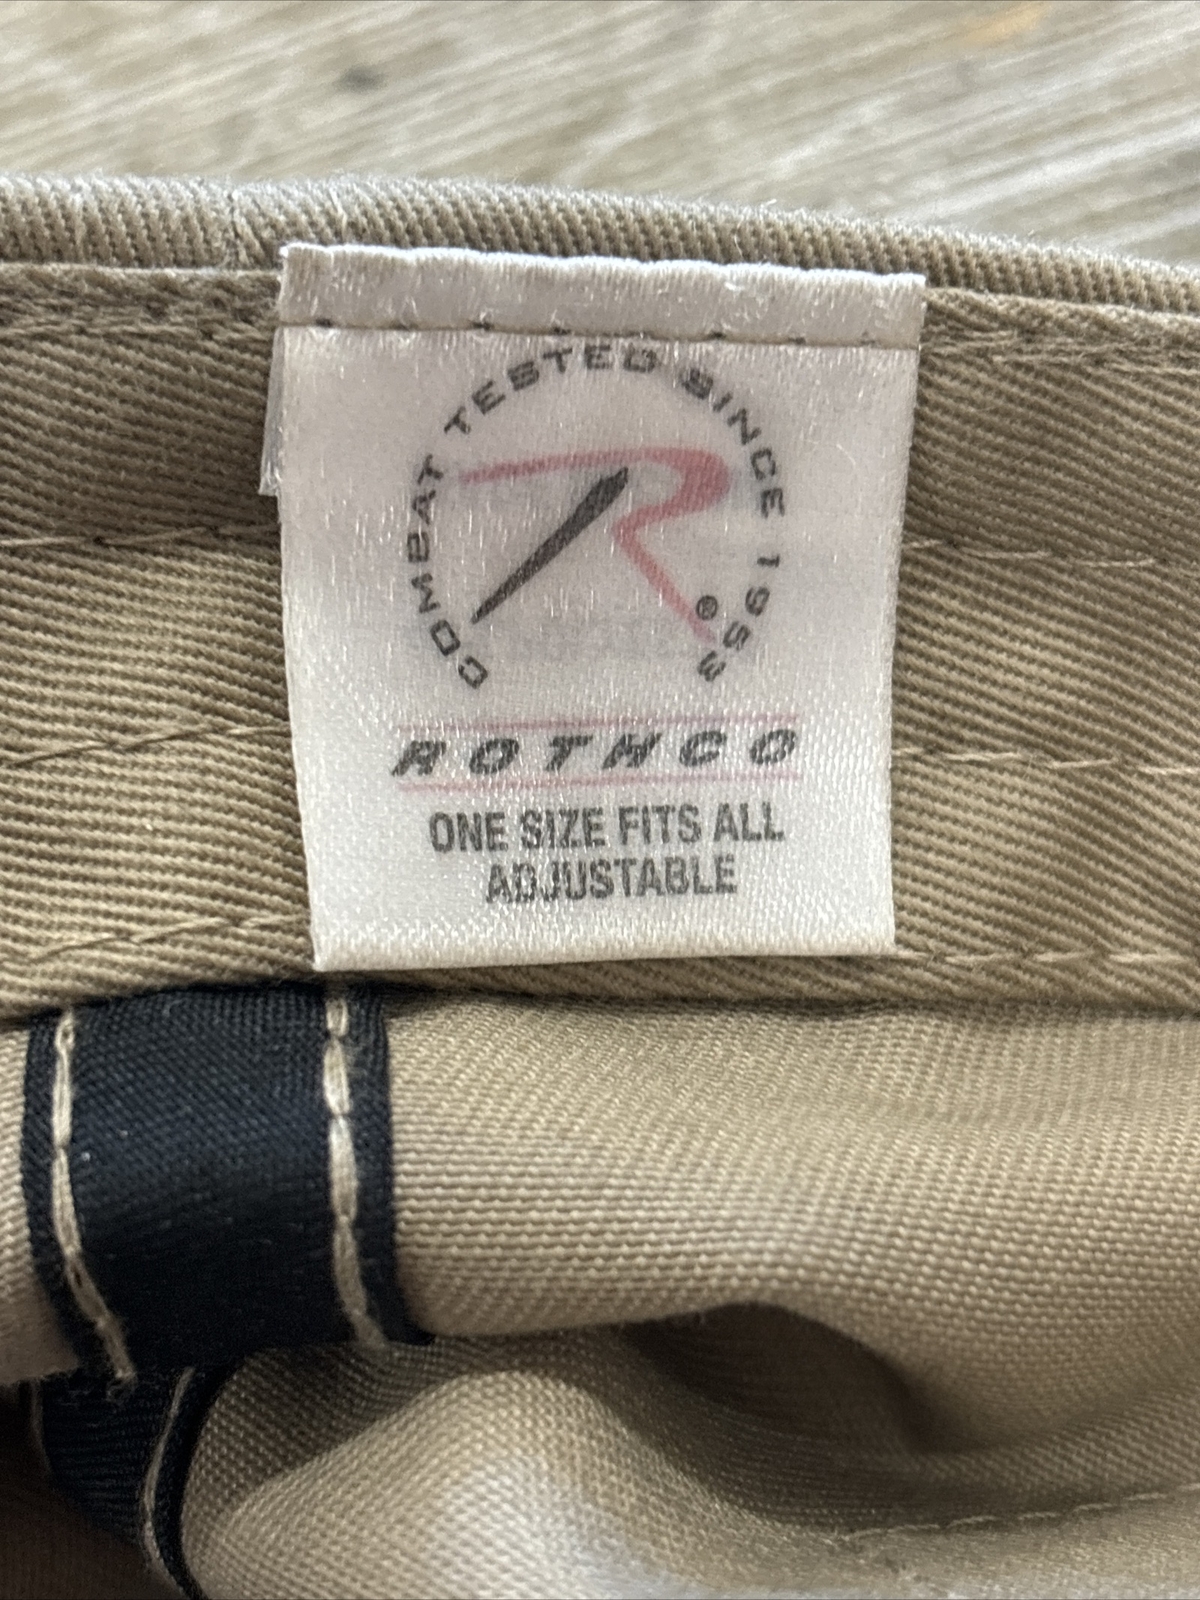 COMBAT TESTED SINCE 1953
R®
ROTHCO
ONE SIZE FITS ALL
ADJUSTABLE